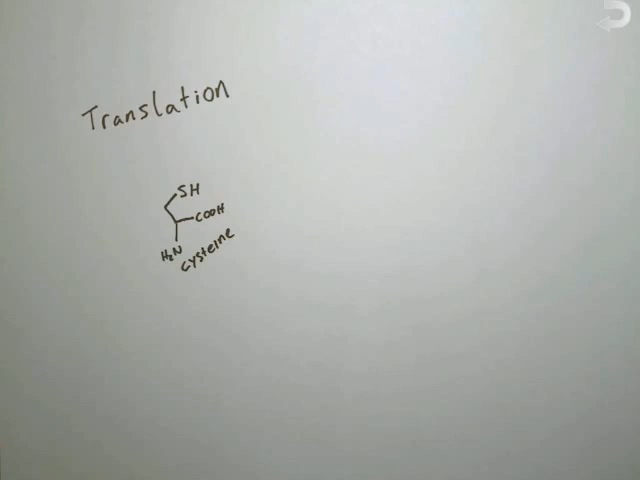 Translation
SH
COOH
H₂N
cysteine